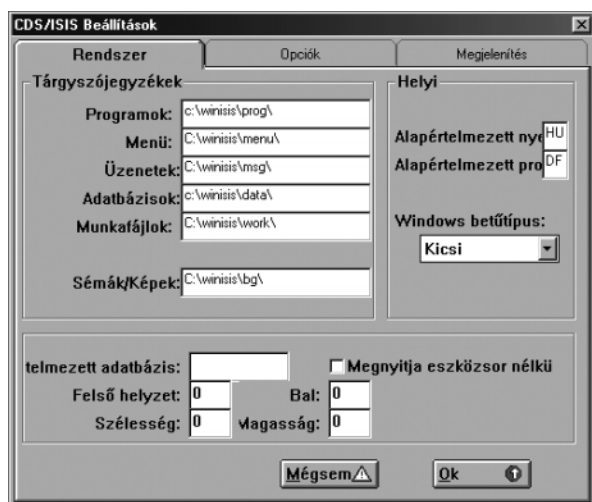 CDS/ISIS Beállítások
Rendszer Opciók Megjelenítés
Tárgyszójegyzékek
Programok: c:\winisis\prog\
Menü: C:\winisis\menu\
Üzenetek: C:\winisis\msg\
Adatbázisok: c:\winisis\data\
Munkafájlok: C:\winisis\work\
Sémák/Képek: C:\winisis\bg\
Helyi
Alapértelmezett nye HU
Alapértelmezett pro DF
Windows betűtípus:
Kicsi
telmezett adatbázis:
Megnyitja eszközsor nélkü
Felső helyzet: 0 Bal: 0
Szélesség: 0 Magasság: 0
Mégsem Ok